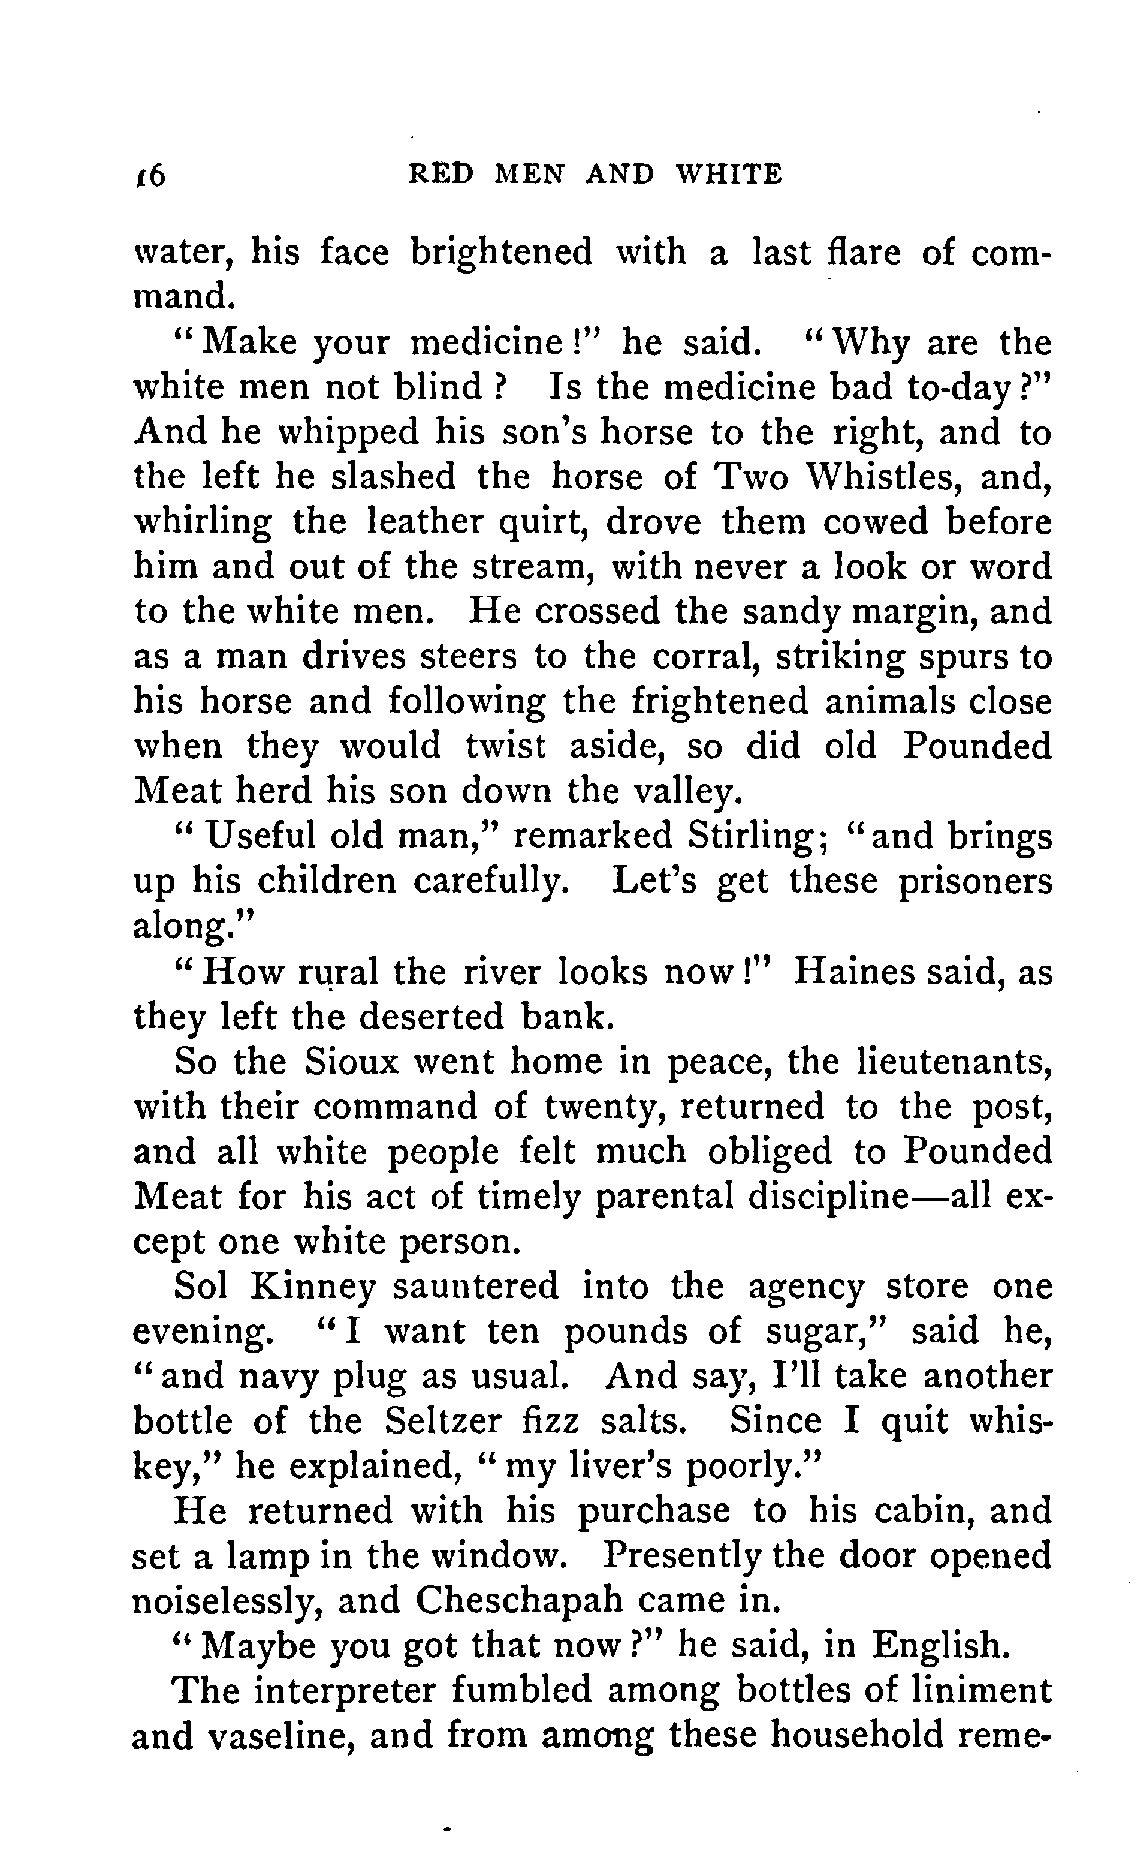 16 RED MEN AND WHITE
water, his face brightened with a last flare of com-
mand.
"Make your medicine!" he said. "Why are the
white men not blind? Is the medicine bad to-day?"
And he whipped his son's horse to the right, and to
the left he slashed the horse of Two Whistles, and,
whirling the leather quirt, drove them cowed before
him and out of the stream, with never a look or word
to the white men. He crossed the sandy margin, and
as a man drives steers to the corral, striking spurs to
his horse and following the frightened animals close
when they would twist aside, so did old Pounded
Meat herd his son down the valley.
"Useful old man," remarked Stirling; "and brings
up his children carefully. Let's get these prisoners
along."
"How rural the river looks now!" Haines said, as
they left the deserted bank.
So the Sioux went home in peace, the lieutenants,
with their command of twenty, returned to the post,
and all white people felt much obliged to Pounded
Meat for his act of timely parental discipline—all ex-
cept one white person.
Sol Kinney sauntered into the agency store one
evening. "I want ten pounds of sugar," said he,
"and navy plug as usual. And say, I'll take another
bottle of the Seltzer fizz salts. Since I quit whis-
key," he explained, "my liver's poorly."
He returned with his purchase to his cabin, and
set a lamp in the window. Presently the door opened
noiselessly, and Cheschapah came in.
"Maybe you got that now?" he said, in English.
The interpreter fumbled among bottles of liniment
and vaseline, and from among these household reme-